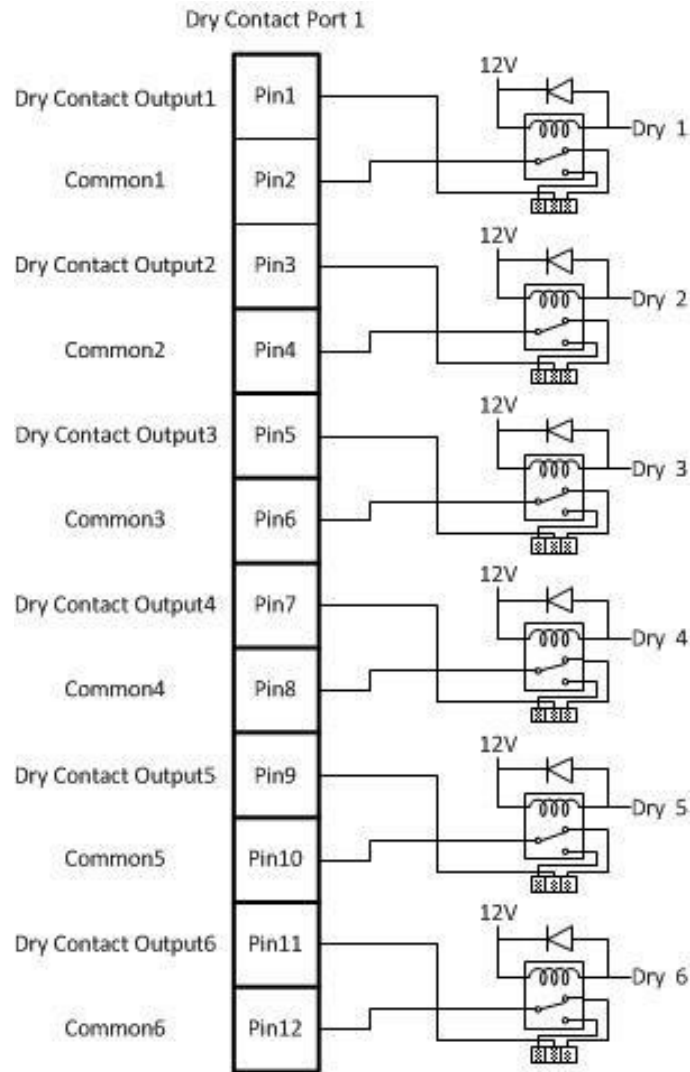 Dry Contact Port 1
12V
Dry Contact Output1 Pin1
Dry 1
Common1 Pin2
12V
Dry Contact Output2 Pin3
Dry 2
Common2 Pin4
12V
Dry Contact Output3 Pin5
Dry 3
Common3 Pin6
12V
Dry Contact Output4 Pin7
Dry 4
Common4 Pin8
12V
Dry Contact Output5 Pin9
Dry 5
Common5 Pin10
12V
Dry Contact Output6 Pin11
Dry 6
Common6 Pin12